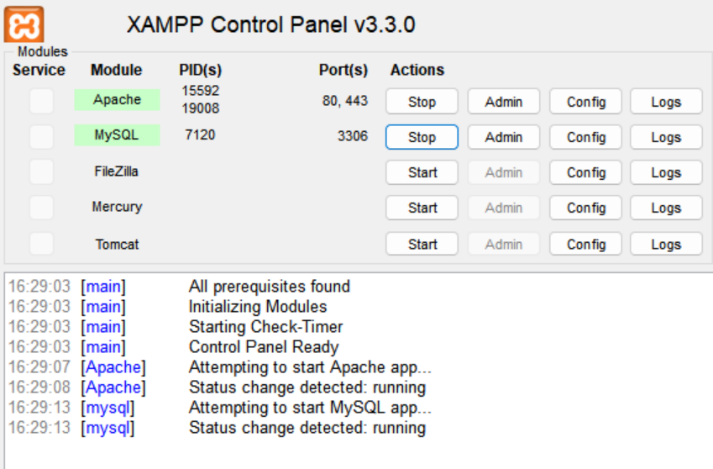 XAMPP Control Panel v3.3.0
Modules
Service Module PID(s) Port(s) Actions
Apache 15592 19008 80, 443 Stop Admin Config Logs
MySQL 7120 3306 Stop Admin Config Logs
FileZilla Start Admin Config Logs
Mercury Start Admin Config Logs
Tomcat Start Admin Config Logs
16:29:03 [main] All prerequisites found
16:29:03 [main] Initializing Modules
16:29:03 [main] Starting Check-Timer
16:29:03 [main] Control Panel Ready
16:29:07 [Apache] Attempting to start Apache app...
16:29:08 [Apache] Status change detected: running
16:29:13 [mysql] Attempting to start MySQL app...
16:29:13 [mysql] Status change detected: running